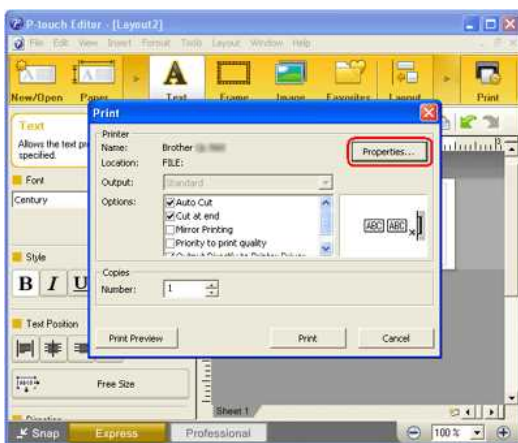 P-touch Editor - [Layout2]
File Edit View Insert Format Tools Layout Window Help
New/Open Paper Text Frame Image Favorites Layout Print
Print
Text
Allows the text
specified.
Printer
Name: Brother
Properties...
Location: FILE:
Output: Standard
Options:
Auto Cut
Cut at end
Mirror Printing
Priority to print quality
ABC ABC
Font
Century
Style
B I U
Copies
Number: 1
Text Position
Print Preview Print Cancel
Free Size
Sheet 1
Snap Express Professional 100 %